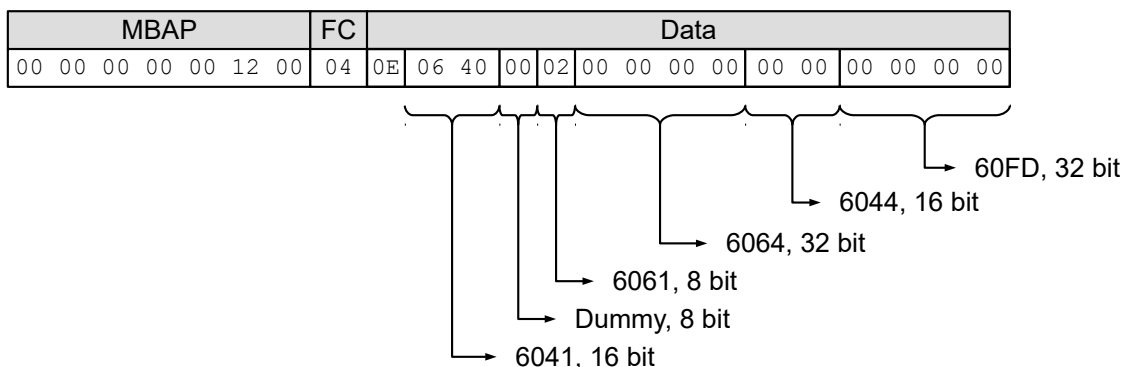 MBAP FC Data
00 00 00 00 00 12 00 04 0E 06 40 00 02 00 00 00 00 00 00 00 00 00 00
60FD, 32 bit
6044, 16 bit
6064, 32 bit
6061, 8 bit
Dummy, 8 bit
6041, 16 bit